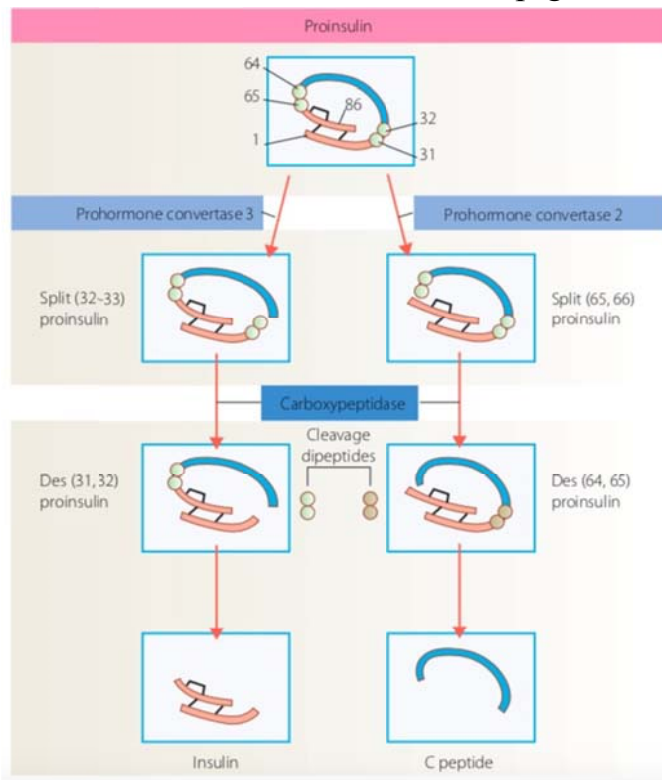 Proinsulin
64
65
86
1
32
31
Prohormone convertase 3
Prohormone convertase 2
Split (32-33)
proinsulin
Split (65, 66)
proinsulin
Carboxypeptidase
Cleavage
dipeptides
Des (31,32)
proinsulin
Des (64, 65)
proinsulin
Insulin
C peptide